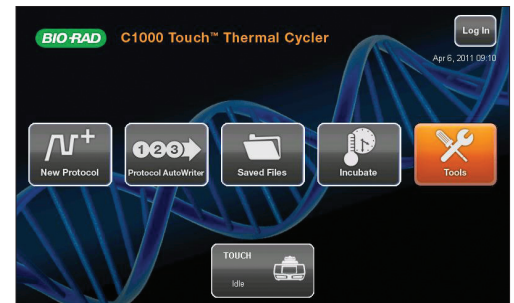 BIO-RAD C1000 Touch™ Thermal Cycler
Log In
Apr 6, 2011 09:10
New Protocol
123 Protocol AutoWriter
Saved Files
Incubate
Tools
TOUCH
Idle